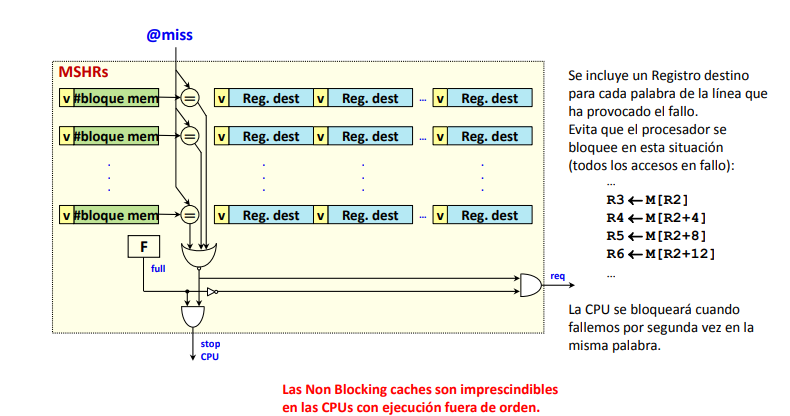 @miss
MSHRs
v #bloque mem = v Reg. dest v Reg. dest ... v Reg. dest
v #bloque mem = v Reg. dest v Reg. dest ... v Reg. dest
v #bloque mem = v Reg. dest v Reg. dest ... v Reg. dest
F
full
req
stop
CPU
Se incluye un Registro destino
para cada palabra de la línea que
ha provocado el fallo.
Evita que el procesador se
bloquee en esta situación
(todos los accesos en fallo):
...
R3 ← M[R2]
R4 ← M[R2+4]
R5 ← M[R2+8]
R6 ← M[R2+12]
...
La CPU se bloqueará cuando
fallemos por segunda vez en la
misma palabra.
Las Non Blocking caches son imprescindibles
en las CPUs con ejecución fuera de orden.